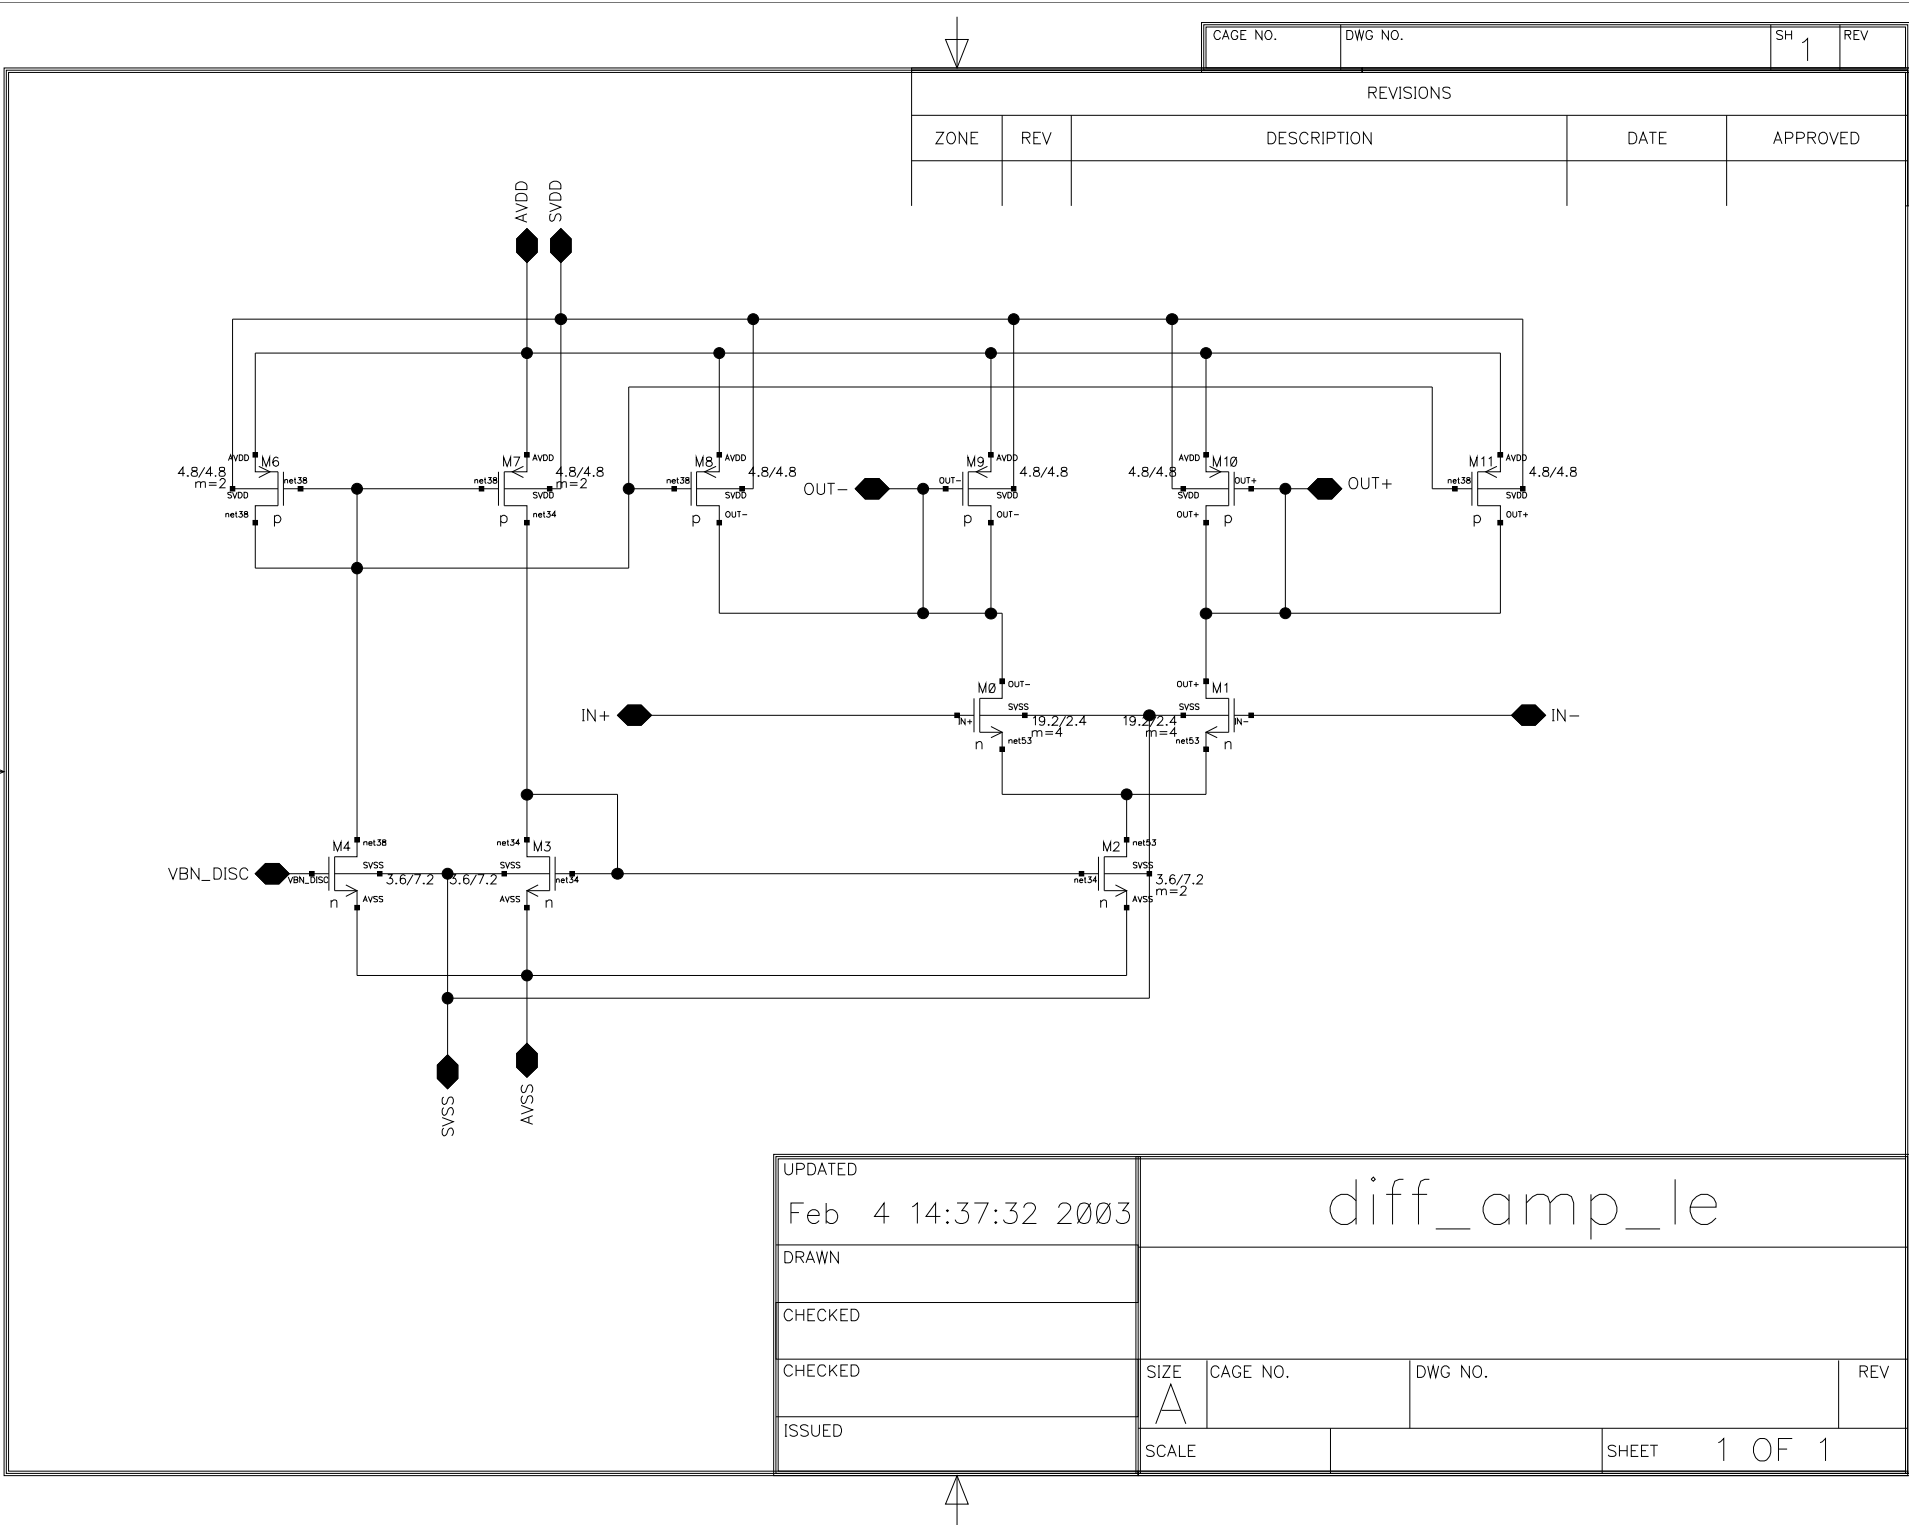 CAGE NO. DWG NO. SH 1 REV
REVISIONS
ZONE REV DESCRIPTION DATE APPROVED
AVDD SVDD
AVDD M6 M7 AVDD M8 AVDD M9 AVDD AVDD M10 M11 AVDD
4.8/4.8 4.8/4.8 4.8/4.8 4.8/4.8 4.8/4.8 4.8/4.8
m=2 net38 net38 m=2 net38 OUT- OUT- OUT+ OUT+ net38
SVDD SVDD SVDD SVDD SVDD SVDD
net38 p p net34 p OUT- p OUT- OUT+ p p OUT+
M0 OUT- OUT+ M1
IN+ SVSS SVSS IN-
IN+ 19.2/2.4 19.2/2.4 IN-
m=4 m=4
n net53 net53 n
M4 net38 net34 M3 M2 net53
VBN_DISC SVSS SVSS SVSS
VBN_DISC 3.6/7.2 3.6/7.2 net34 net34 3.6/7.2
m=2
n AVSS AVSS n n AVSS
SVSS AVSS
UPDATED
Feb 4 14:37:32 2003
diff_amp_le
DRAWN
CHECKED
CHECKED
SIZE CAGE NO. DWG NO. REV
A
ISSUED
SCALE SHEET 1 OF 1